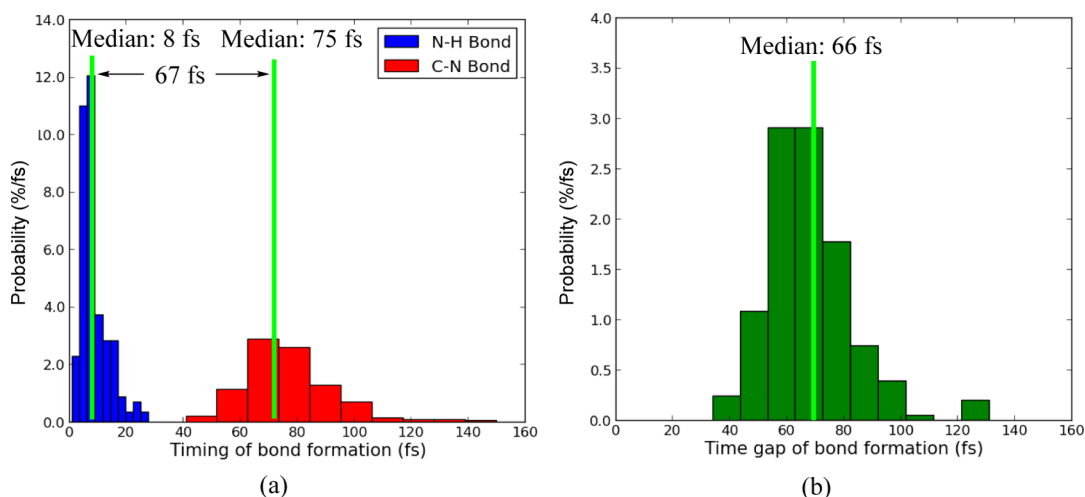 14.0
12.0
10.0
8.0
6.0
4.0
2.0
0.0
Probability (%/fs)
Median: 8 fs
Median: 75 fs
67 fs
N-H Bond
C-N Bond
0 20 40 60 80 100 120 140 160
Timing of bond formation (fs)
(a)
4.0
3.5
3.0
2.5
2.0
1.5
1.0
0.5
0.0
Probability (%/fs)
Median: 66 fs
0 20 40 60 80 100 120 140 160
Time gap of bond formation (fs)
(b)